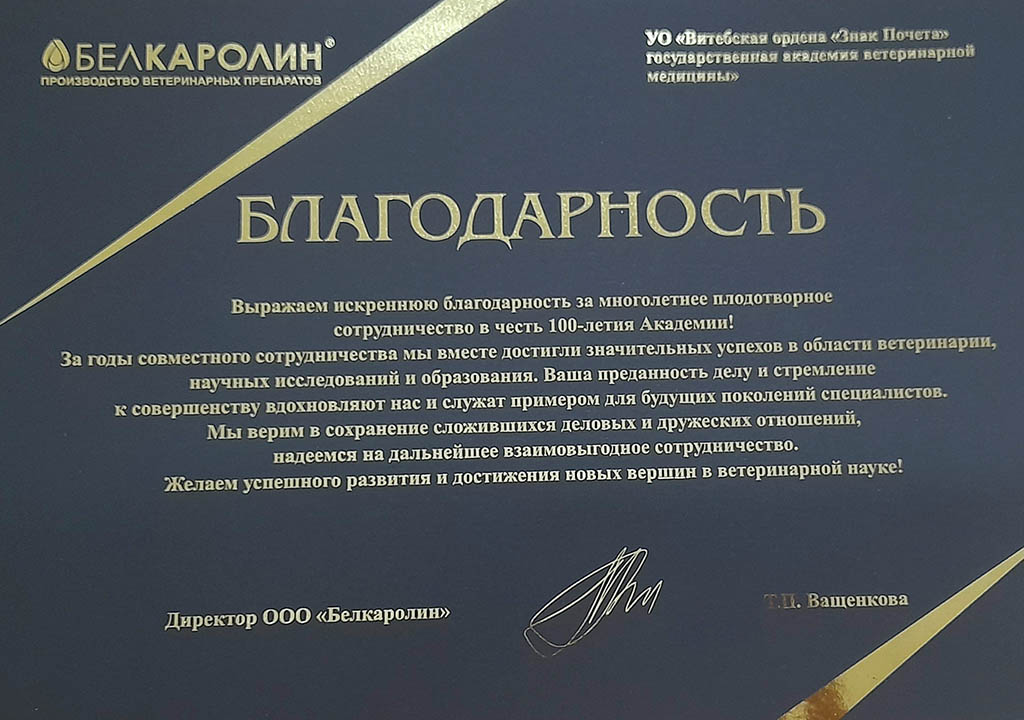 БЕЛКАРОЛИН®
ПРОИЗВОДСТВО ВЕТЕРИНАРНЫХ ПРЕПАРАТОВ
УО «Витебская ордена «Знак Почета»
государственная академия ветеринарной
медицины»
БЛАГОДАРНОСТЬ
Выражаем искреннюю благодарность за многолетнее плодотворное
сотрудничество в честь 100-летия Академии!
За годы совместного сотрудничества мы вместе достигли значительных успехов в области ветеринарии,
научных исследований и образования. Ваша преданность делу и стремление
к совершенству вдохновляют нас и служат примером для будущих поколений специалистов.
Мы верим в сохранение сложившихся деловых и дружеских отношений,
надеемся на дальнейшее взаимовыгодное сотрудничество.
Желаем успешного развития и достижения новых вершин в ветеринарной науке!
Директор ООО «Белкаролин»
Т.П. Ващенкова